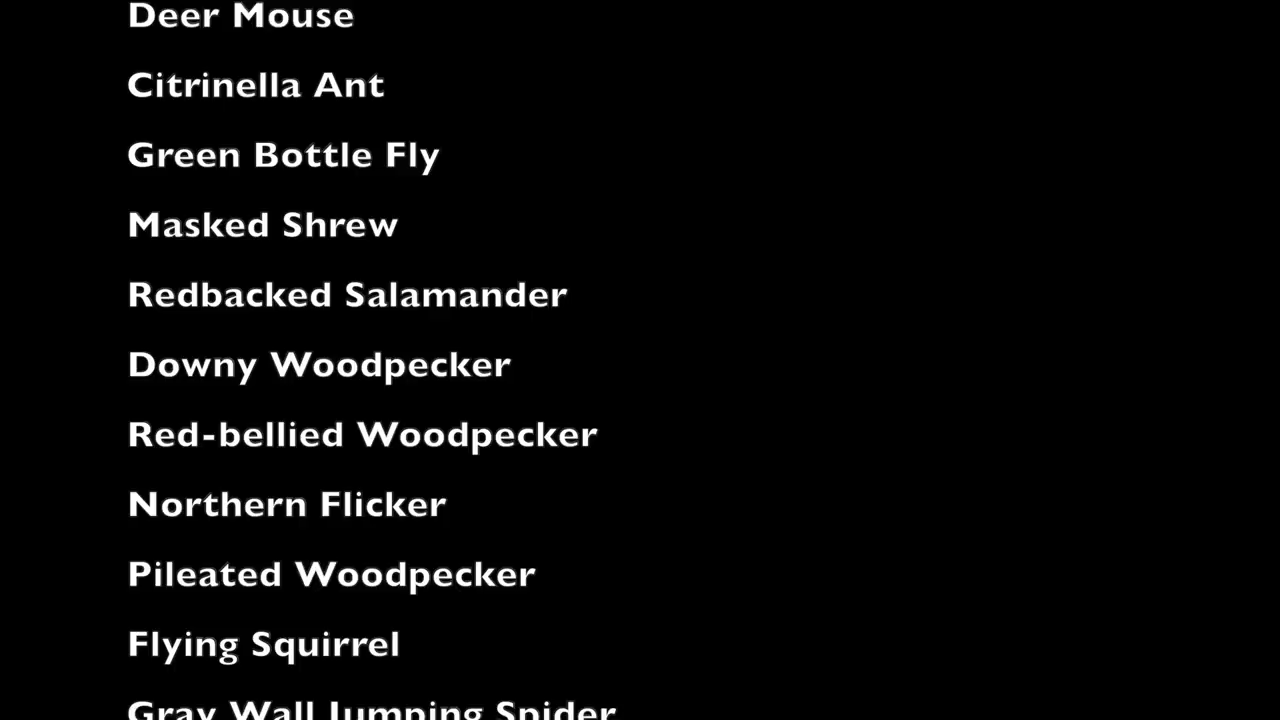 Deer Mouse
Citrinella Ant
Green Bottle Fly
Masked Shrew
Redbacked Salamander
Downy Woodpecker
Red-bellied Woodpecker
Northern Flicker
Pileated Woodpecker
Flying Squirrel
Gray Wall Jumping Spider